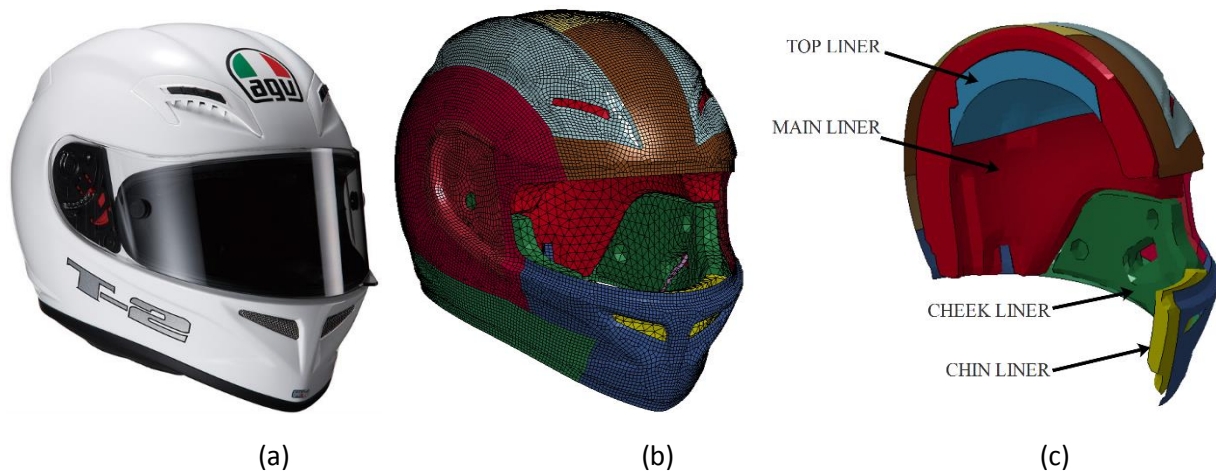 AGV
T-2
TOP LINER
MAIN LINER
CHEEK LINER
CHIN LINER
(a)
(b)
(c)